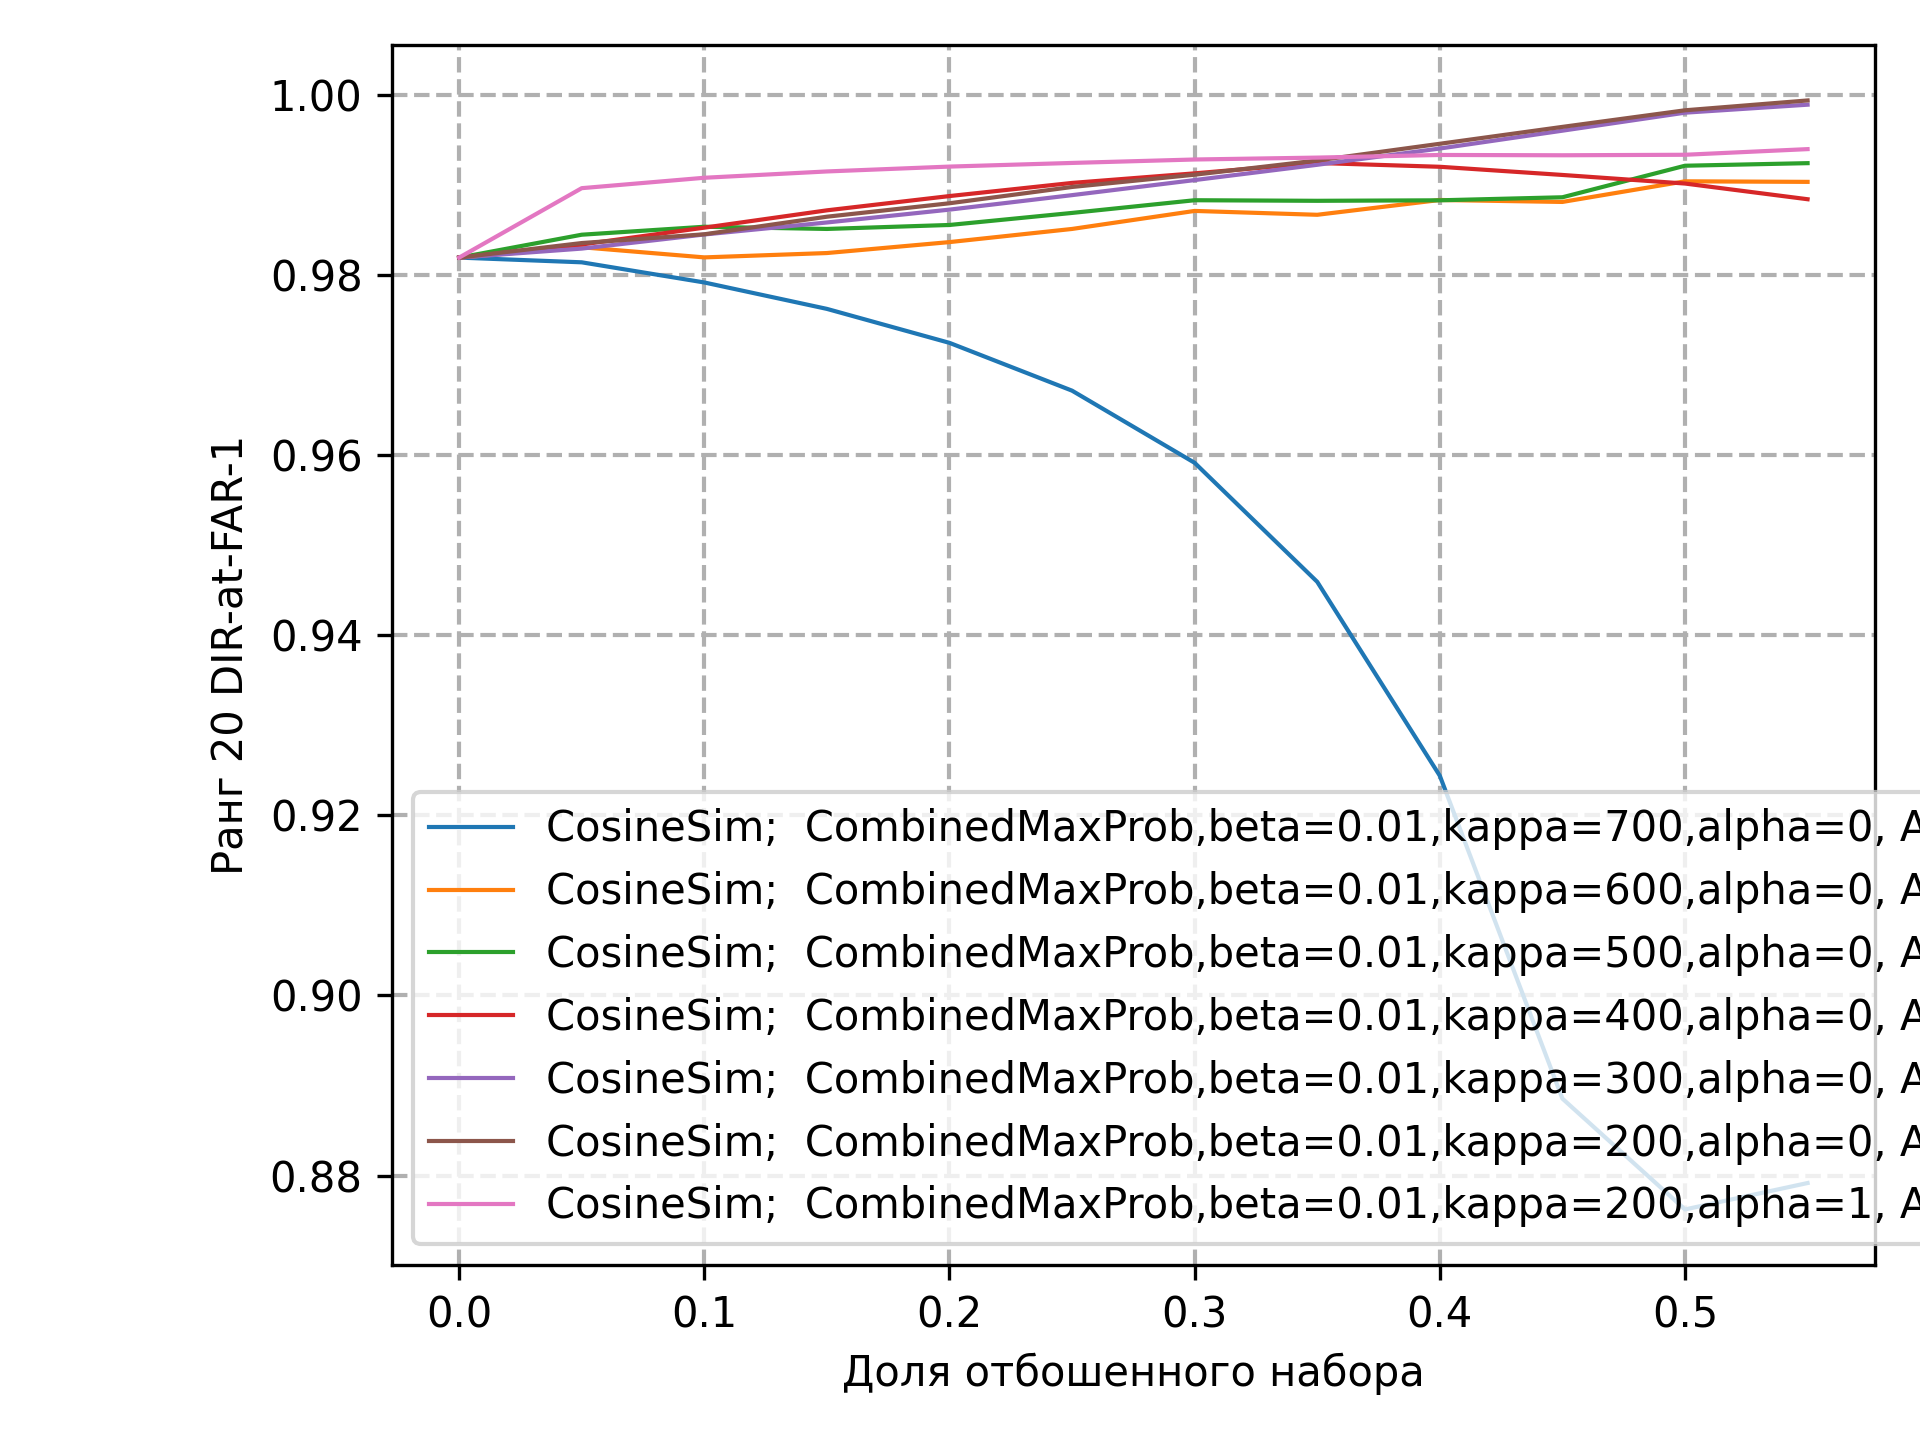 1.00
0.98
0.96
0.94
0.92
0.90
0.88
Ранг 20 DIR-at-FAR-1
CosineSim;  CombinedMaxProb,beta=0.01,kappa=700,alpha=0, A
CosineSim;  CombinedMaxProb,beta=0.01,kappa=600,alpha=0, A
CosineSim;  CombinedMaxProb,beta=0.01,kappa=500,alpha=0, A
CosineSim;  CombinedMaxProb,beta=0.01,kappa=400,alpha=0, A
CosineSim;  CombinedMaxProb,beta=0.01,kappa=300,alpha=0, A
CosineSim;  CombinedMaxProb,beta=0.01,kappa=200,alpha=0, A
CosineSim;  CombinedMaxProb,beta=0.01,kappa=200,alpha=1, A
0.0 0.1 0.2 0.3 0.4 0.5
Доля отбошенного набора